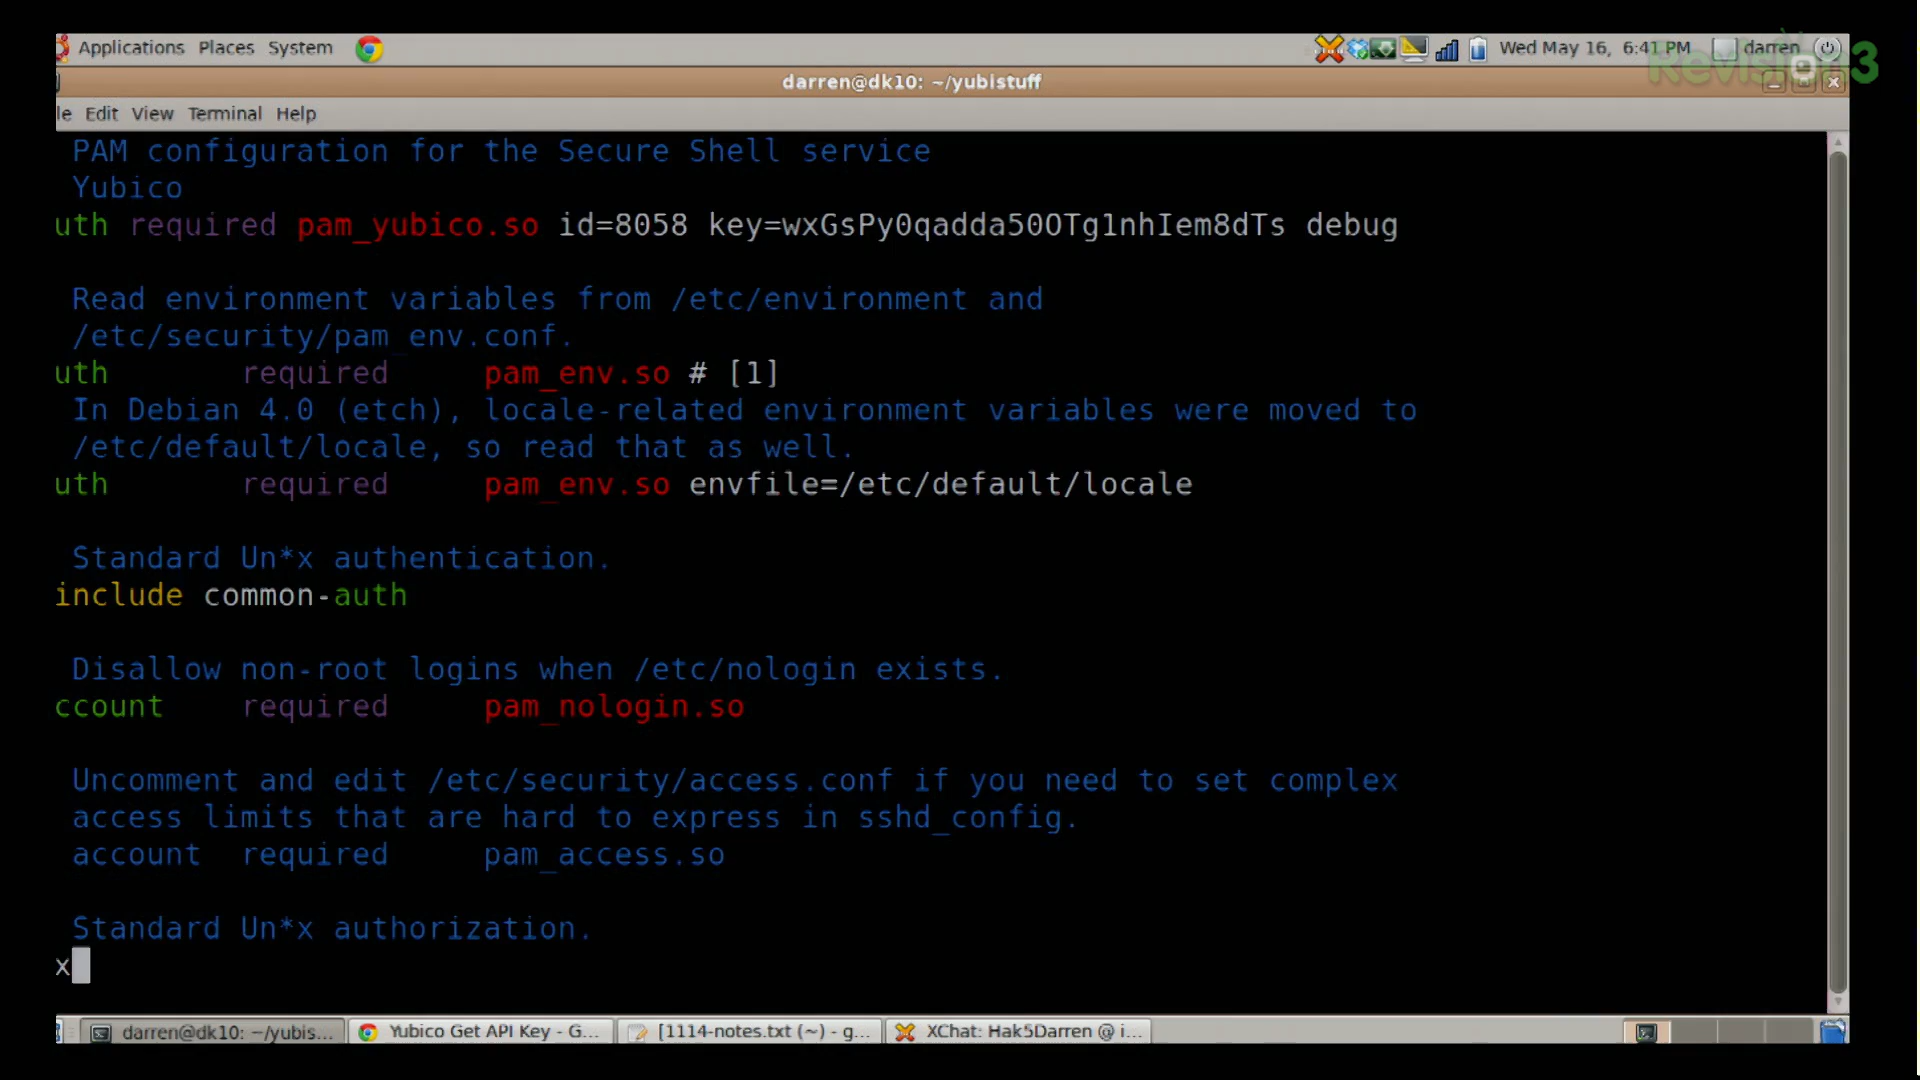 Applications Places System
Wed May 16, 6:41 PM darren
Revision3
darren@dk10: ~/yubistuff
le Edit View Terminal Help
PAM configuration for the Secure Shell service
Yubico
uth required pam_yubico.so id=8058 key=wxGsPy0qadda50OTg1nhIem8dTs debug
Read environment variables from /etc/environment and
/etc/security/pam_env.conf.
uth required pam_env.so # [1]
In Debian 4.0 (etch), locale-related environment variables were moved to
/etc/default/locale, so read that as well.
uth required pam_env.so envfile=/etc/default/locale
Standard Un*x authentication.
include common-auth
Disallow non-root logins when /etc/nologin exists.
ccount required pam_nologin.so
Uncomment and edit /etc/security/access.conf if you need to set complex
access limits that are hard to express in sshd_config.
account required pam_access.so
Standard Un*x authorization.
x
darren@dk10: ~/yubis... Yubico Get API Key - G... [1114-notes.txt (~) - g... XChat: Hak5Darren @ i...